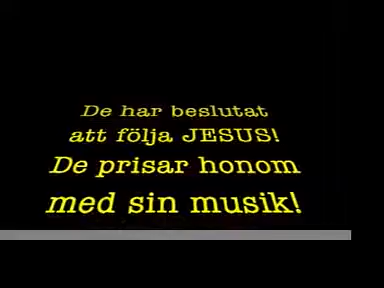 De har beslutat
att följa JESUS!
De prisar honom
med sin musik!